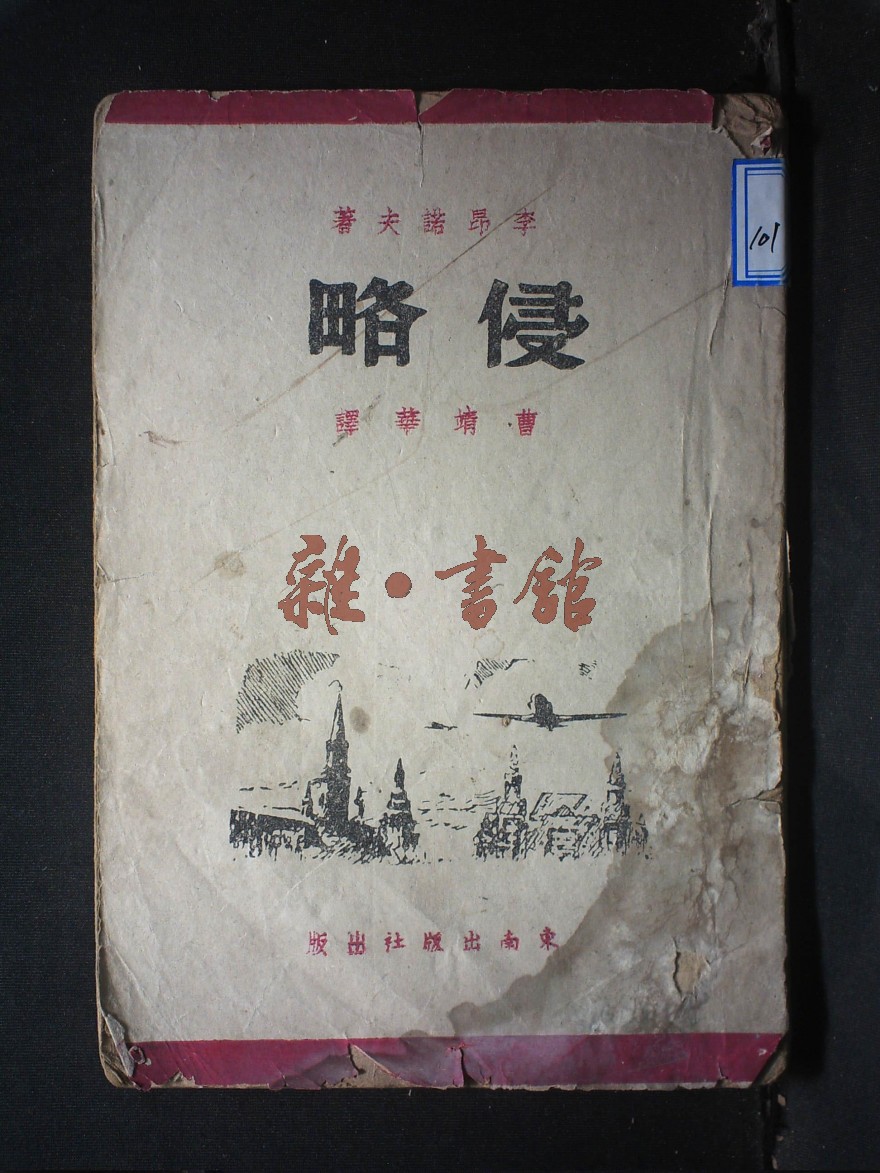 李昂諾夫著
侵略
曹靖華譯
雜·書館
東南出版社出版
101